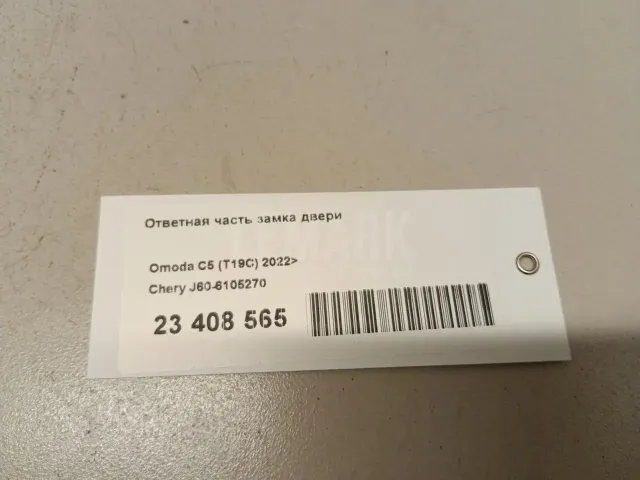 Ответная часть замка двери
Omoda C5 (T19C) 2022>
Chery J60-6105270
23 408 565